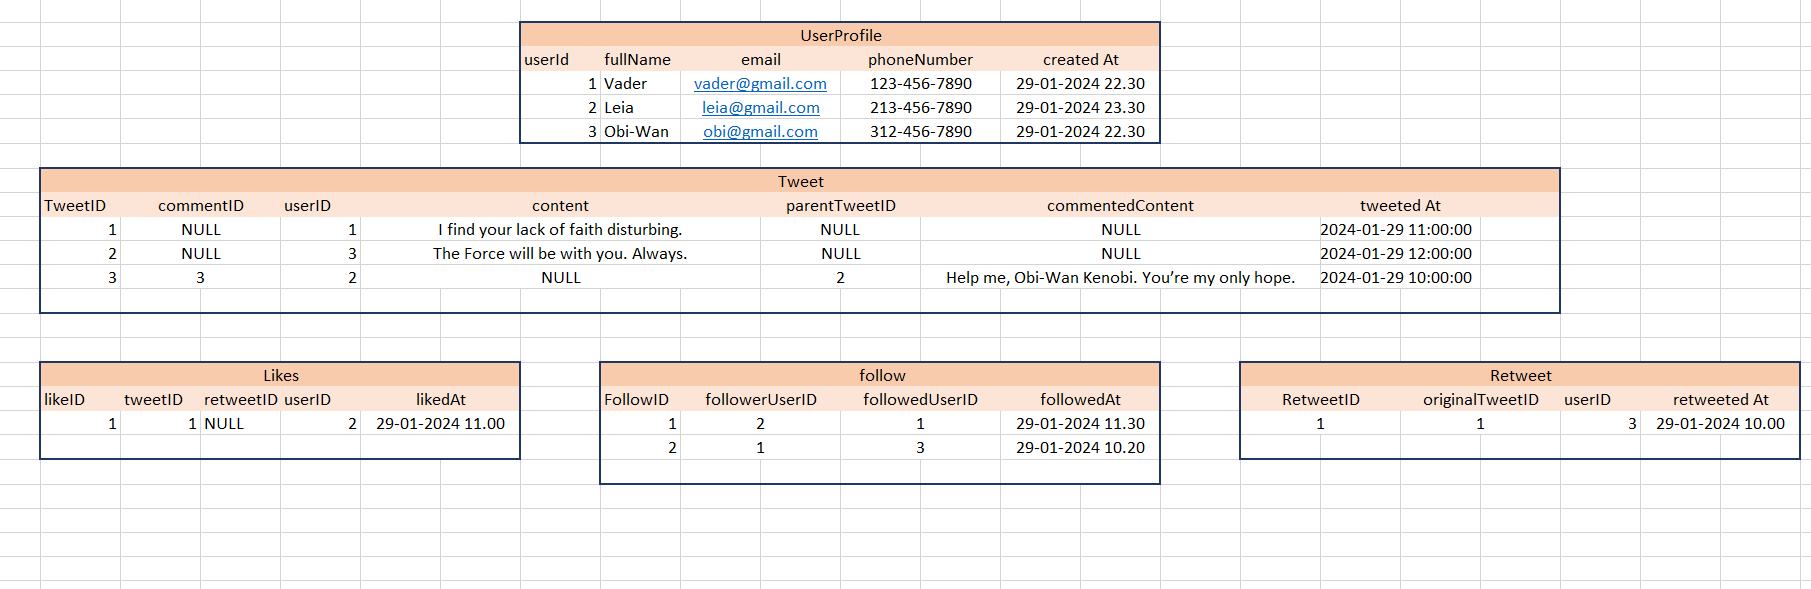 UserProfile
userId fullName email phoneNumber created At
1 Vader vader@gmail.com 123-456-7890 29-01-2024 22.30
2 Leia leia@gmail.com 213-456-7890 29-01-2024 23.30
3 Obi-Wan obi@gmail.com 312-456-7890 29-01-2024 22.30
Tweet
TweetID commentID userID content parentTweetID commentedContent tweeted At
1 NULL 1 I find your lack of faith disturbing. NULL NULL 2024-01-29 11:00:00
2 NULL 3 The Force will be with you. Always. NULL NULL 2024-01-29 12:00:00
3 3 2 NULL 2 Help me, Obi-Wan Kenobi. You’re my only hope. 2024-01-29 10:00:00
Likes
likeID tweetID retweetID userID likedAt
1 1 NULL 2 29-01-2024 11.00
follow
FollowID followerUserID followedUserID followedAt
1 2 1 29-01-2024 11.30
2 1 3 29-01-2024 10.20
Retweet
RetweetID originalTweetID userID retweeted At
1 1 3 29-01-2024 10.00